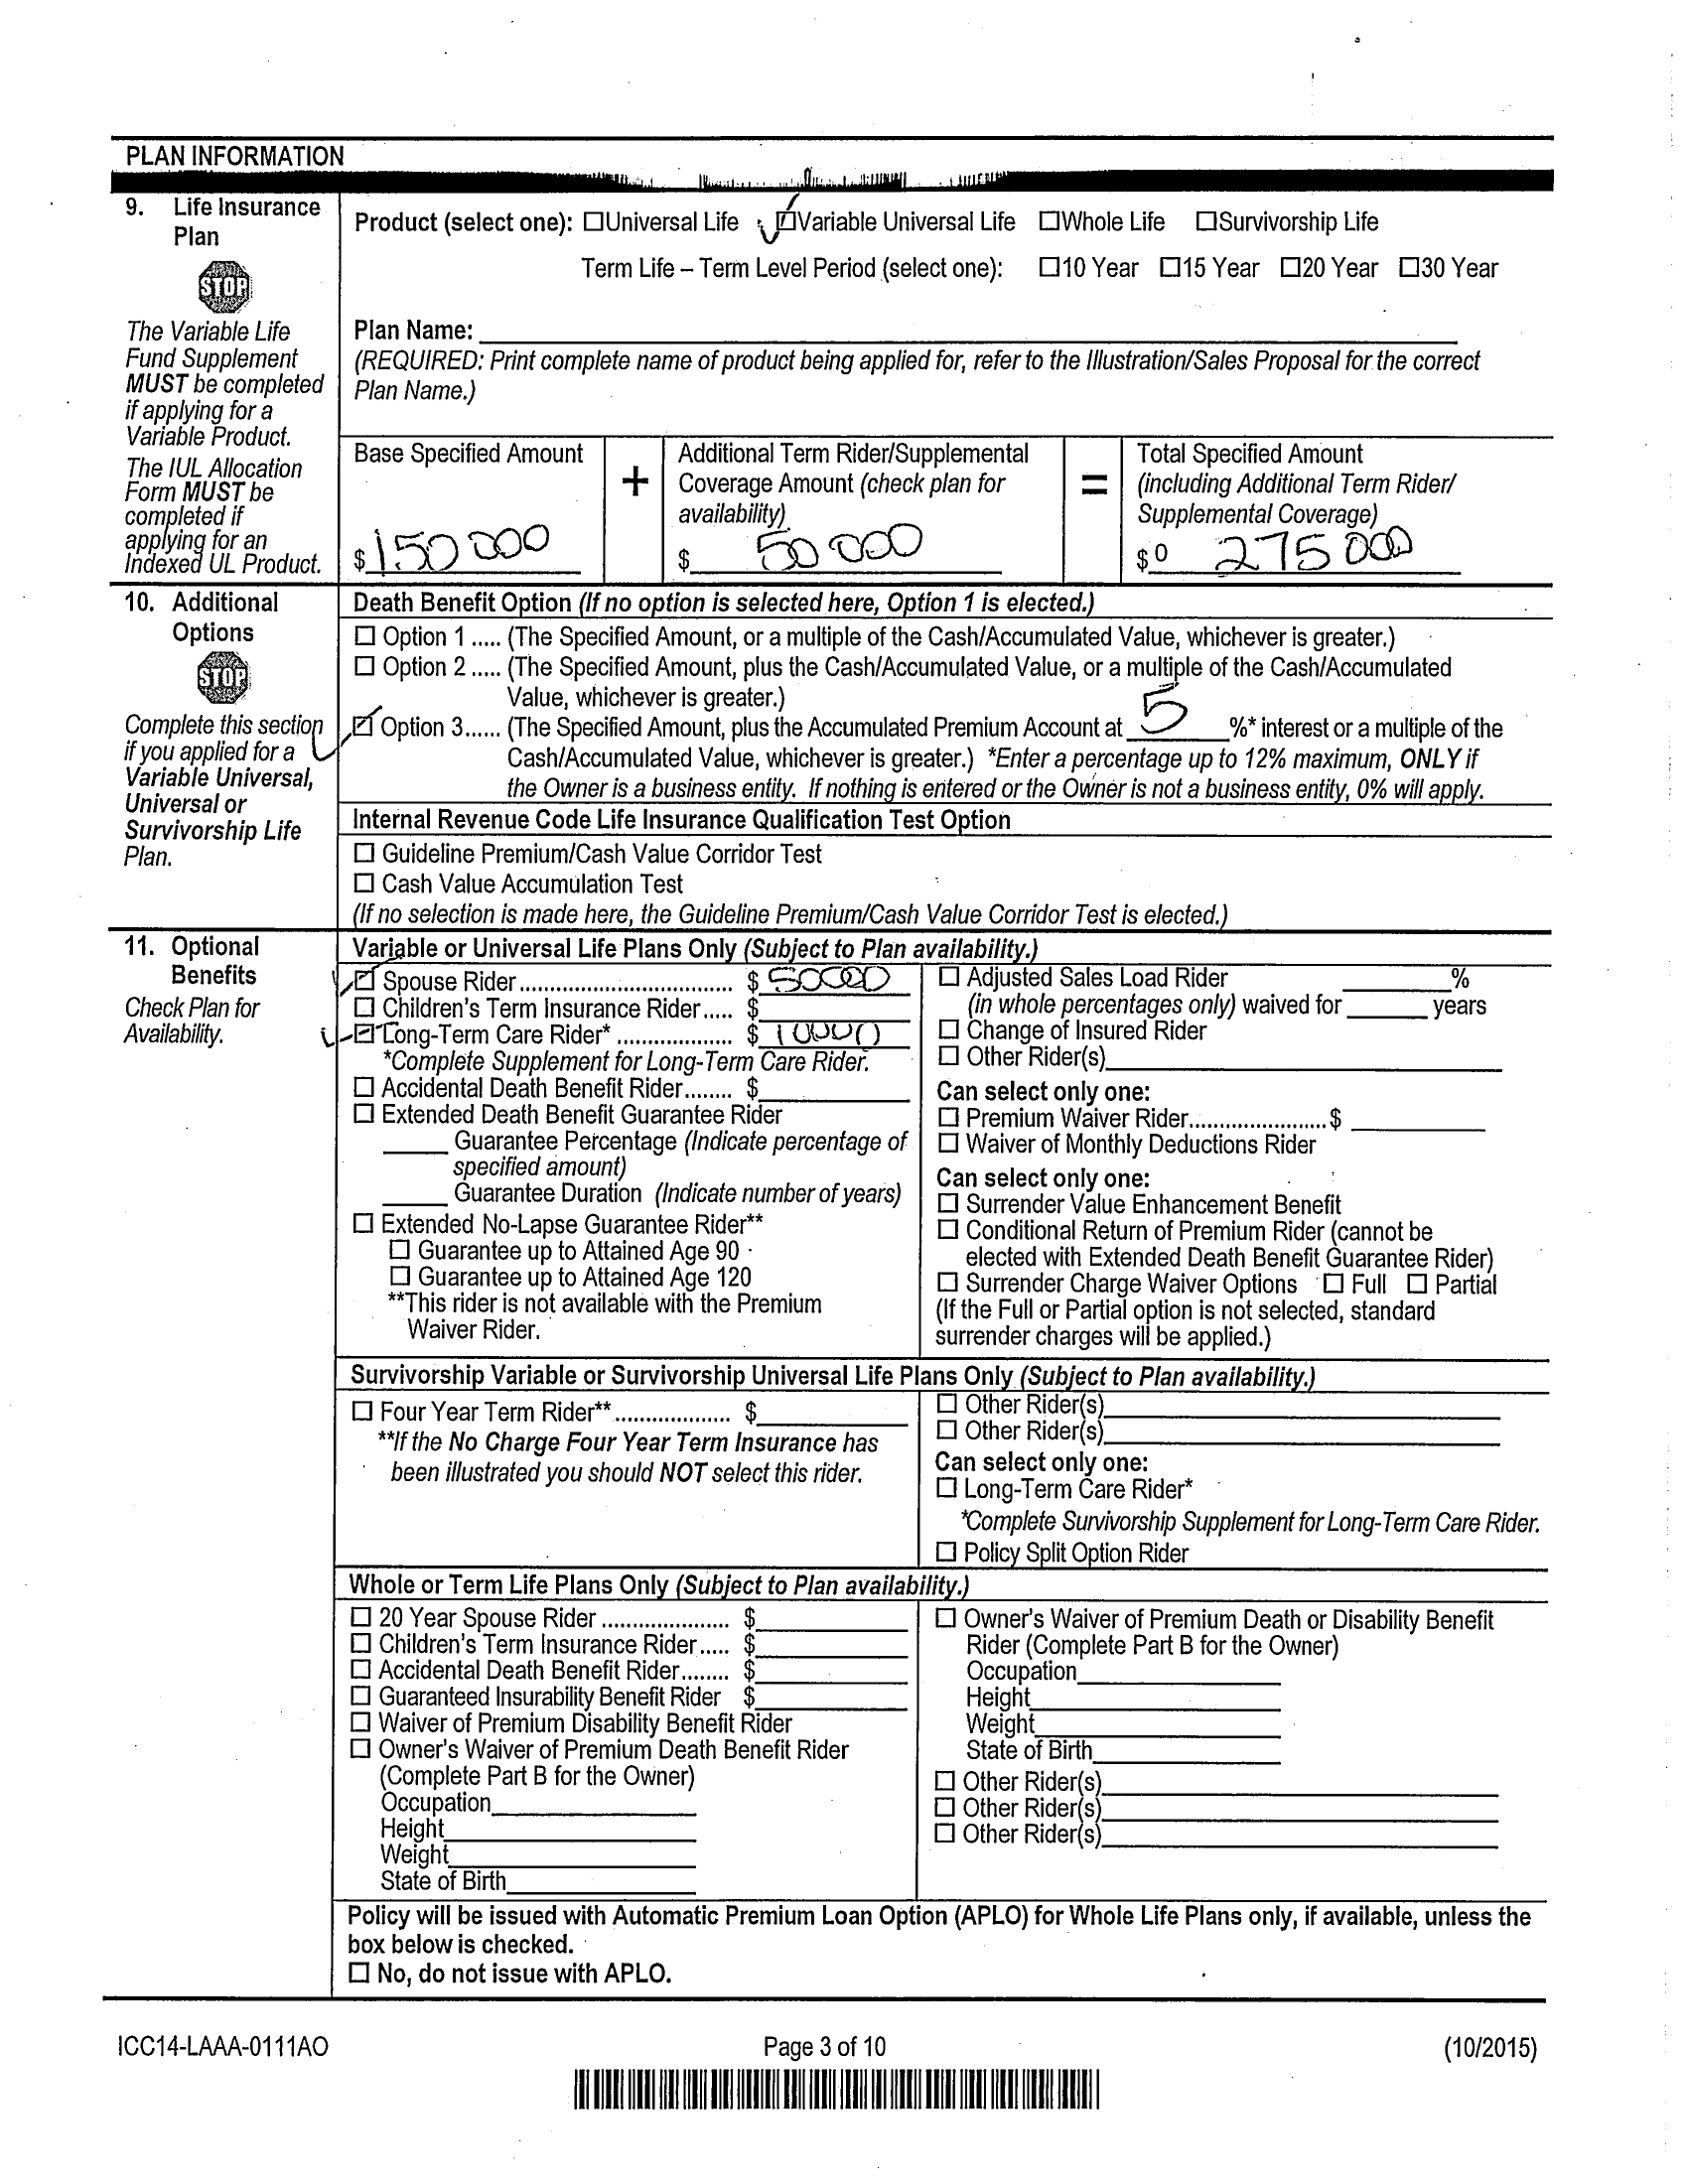 PLAN INFORMATION
9. Life Insurance Plan
STOP
The Variable Life
Fund Supplement
MUST be completed
if applying for a
Variable Product.
The IUL Allocation
Form MUST be
completed if
applying for an
Indexed UL Product.
Product (select one): ☐Universal Life ☑Variable Universal Life ☐Whole Life ☐Survivorship Life
Term Life – Term Level Period (select one): ☐10 Year ☐15 Year ☐20 Year ☐30 Year
Plan Name:
(REQUIRED: Print complete name of product being applied for, refer to the Illustration/Sales Proposal for the correct
Plan Name.)
Base Specified Amount
$ 150 000
+
Additional Term Rider/Supplemental
Coverage Amount (check plan for
availability)
$ 50 000
=
Total Specified Amount
(including Additional Term Rider/
Supplemental Coverage)
$ 0 275 000
10. Additional
Options
STOP
Complete this section
if you applied for a
Variable Universal,
Universal or
Survivorship Life
Plan.
Death Benefit Option (If no option is selected here, Option 1 is elected.)
☐ Option 1 ..... (The Specified Amount, or a multiple of the Cash/Accumulated Value, whichever is greater.)
☐ Option 2 ..... (The Specified Amount, plus the Cash/Accumulated Value, or a multiple of the Cash/Accumulated
Value, whichever is greater.)
☑ Option 3...... (The Specified Amount, plus the Accumulated Premium Account at 5 %* interest or a multiple of the
Cash/Accumulated Value, whichever is greater.) *Enter a percentage up to 12% maximum, ONLY if
the Owner is a business entity. If nothing is entered or the Owner is not a business entity, 0% will apply.
Internal Revenue Code Life Insurance Qualification Test Option
☐ Guideline Premium/Cash Value Corridor Test
☐ Cash Value Accumulation Test
(If no selection is made here, the Guideline Premium/Cash Value Corridor Test is elected.)
11. Optional
Benefits
Check Plan for
Availability.
Variable or Universal Life Plans Only (Subject to Plan availability.)
☑ Spouse Rider.................................. $ 50000
☐ Children's Term Insurance Rider..... $
☑ Long-Term Care Rider* ................... $ 10000
*Complete Supplement for Long-Term Care Rider.
☐ Accidental Death Benefit Rider........ $
☐ Extended Death Benefit Guarantee Rider
Guarantee Percentage (Indicate percentage of
specified amount)
Guarantee Duration (Indicate number of years)
☐ Extended No-Lapse Guarantee Rider**
☐ Guarantee up to Attained Age 90
☐ Guarantee up to Attained Age 120
**This rider is not available with the Premium
Waiver Rider.
☐ Adjusted Sales Load Rider %
(in whole percentages only) waived for years
☐ Change of Insured Rider
☐ Other Rider(s)
Can select only one:
☐ Premium Waiver Rider.......................$
☐ Waiver of Monthly Deductions Rider
Can select only one:
☐ Surrender Value Enhancement Benefit
☐ Conditional Return of Premium Rider (cannot be
elected with Extended Death Benefit Guarantee Rider)
☐ Surrender Charge Waiver Options ☐ Full ☐ Partial
(If the Full or Partial option is not selected, standard
surrender charges will be applied.)
Survivorship Variable or Survivorship Universal Life Plans Only (Subject to Plan availability.)
☐ Four Year Term Rider** ................... $
**If the No Charge Four Year Term Insurance has
been illustrated you should NOT select this rider.
☐ Other Rider(s)
☐ Other Rider(s)
Can select only one:
☐ Long-Term Care Rider*
*Complete Survivorship Supplement for Long-Term Care Rider.
☐ Policy Split Option Rider
Whole or Term Life Plans Only (Subject to Plan availability.)
☐ 20 Year Spouse Rider ..................... $
☐ Children's Term Insurance Rider..... $
☐ Accidental Death Benefit Rider........ $
☐ Guaranteed Insurability Benefit Rider $
☐ Waiver of Premium Disability Benefit Rider
☐ Owner's Waiver of Premium Death Benefit Rider
(Complete Part B for the Owner)
Occupation
Height
Weight
State of Birth
☐ Owner's Waiver of Premium Death or Disability Benefit
Rider (Complete Part B for the Owner)
Occupation
Height
Weight
State of Birth
☐ Other Rider(s)
☐ Other Rider(s)
☐ Other Rider(s)
Policy will be issued with Automatic Premium Loan Option (APLO) for Whole Life Plans only, if available, unless the
box below is checked.
☐ No, do not issue with APLO.
ICC14-LAAA-0111AO Page 3 of 10 (10/2015)